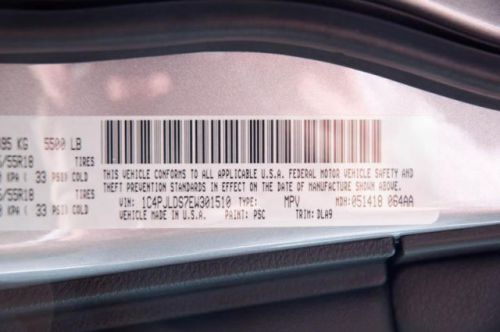 95 KG 5500 LB
/55R18 TIRES
KPA ( 33 PSI) COLD
/55R18 TIRES
KPA ( 33 PSI) COLD
THIS VEHICLE CONFORMS TO ALL APPLICABLE U.S.A. FEDERAL MOTOR VEHICLE SAFETY AND
THEFT PREVENTION STANDARDS IN EFFECT ON THE DATE OF MANUFACTURE SHOWN ABOVE.
VIN: 1C4PJLDS7EW301510 TYPE: MPV MDH:051418 064AA
VEHICLE MADE IN U.S.A. PAINT: PSC TRIM: DLA9